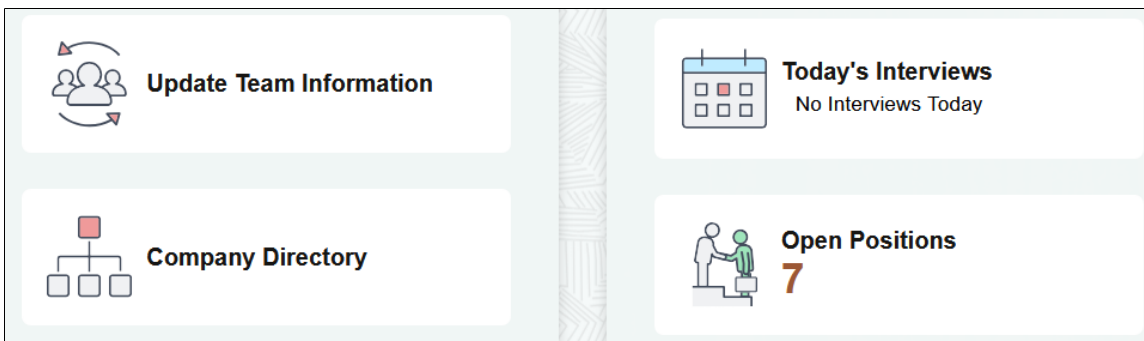 Update Team Information
Company Directory
Today's Interviews
No Interviews Today
Open Positions
7